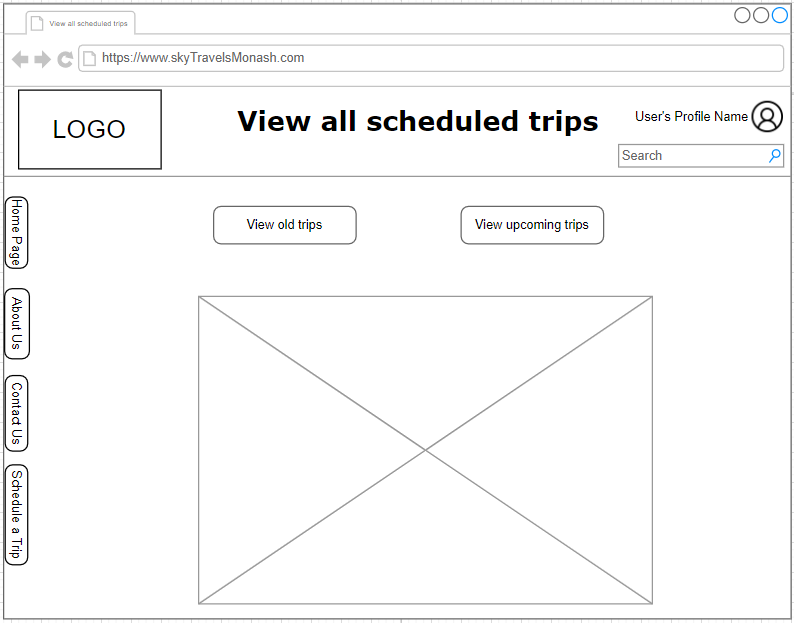 View all scheduled trips
https://www.skyTravelsMonash.com
LOGO
View all scheduled trips
User's Profile Name
Search
Home Page
About Us
Contact Us
Schedule a Trip
View old trips
View upcoming trips